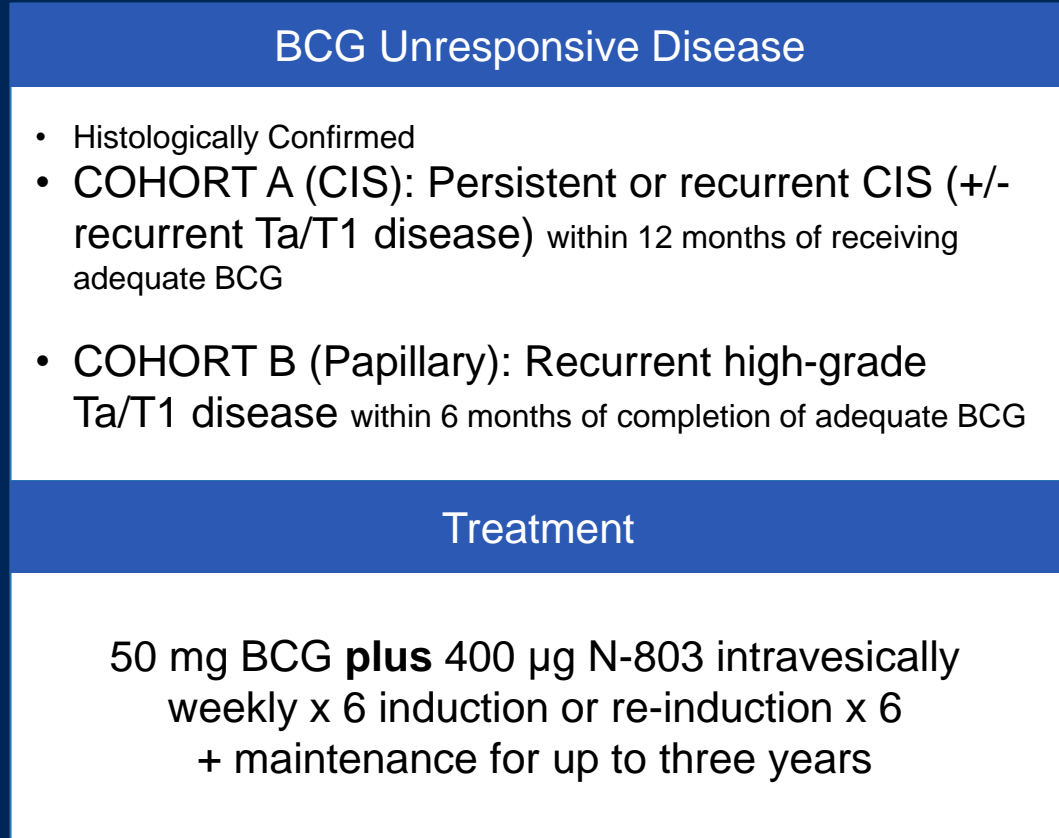 BCG Unresponsive Disease
• Histologically Confirmed
• COHORT A (CIS): Persistent or recurrent CIS (+/-
recurrent Ta/T1 disease) within 12 months of receiving
adequate BCG
• COHORT B (Papillary): Recurrent high-grade
Ta/T1 disease within 6 months of completion of adequate BCG
Treatment
50 mg BCG plus 400 µg N-803 intravesically
weekly x 6 induction or re-induction x 6
+ maintenance for up to three years